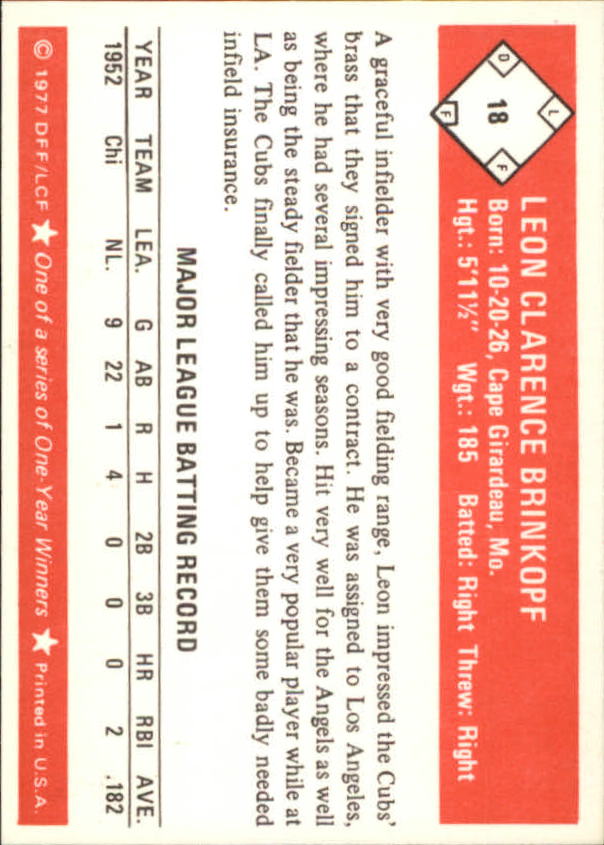 18
D
L
F
F
LEON CLARENCE BRINKOPF
Born: 10-20-26, Cape Girardeau, Mo.
Hgt.: 5'11½" Wgt.: 185 Batted: Right Threw: Right
A graceful infielder with very good fielding range, Leon impressed the Cubs'
brass that they signed him to a contract. He was assigned to Los Angeles,
where he had several impressing seasons. Hit very well for the Angels as well
as being the steady fielder that he was. Became a very popular player while at
LA. The Cubs finally called him up to help give them some badly needed
infield insurance.
MAJOR LEAGUE BATTING RECORD
YEAR TEAM LEA. G AB R H 2B 3B HR RBI AVE.
1952 Chi NL. 9 22 1 4 0 0 0 2 .182
© 1977 DFF/LCF ★ One of a series of One-Year Winners ★ Printed in U.S.A.